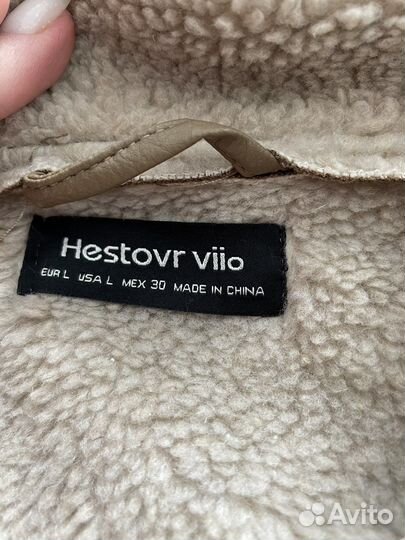 Hestovr viio
EUR L USA L MEX 30 MADE IN CHINA
Avito